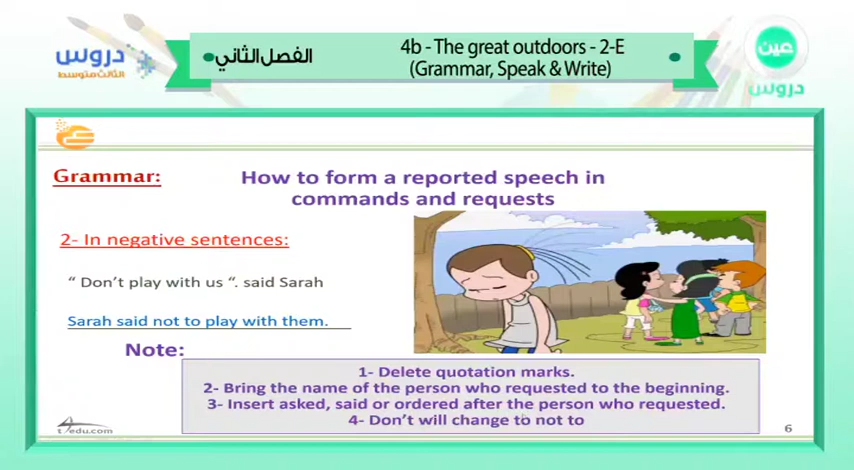 دروس
الثالث متوسط
الفصل الثاني
4b - The great outdoors - 2-E
(Grammar, Speak & Write)
عين
دروس
Grammar:
How to form a reported speech in
commands and requests
2- In negative sentences:
“ Don’t play with us “. said Sarah
Sarah said not to play with them.
Note:
1- Delete quotation marks.
2- Bring the name of the person who requested to the beginning.
3- Insert asked, said or ordered after the person who requested.
4- Don’t will change to not to
t4edu.com
6